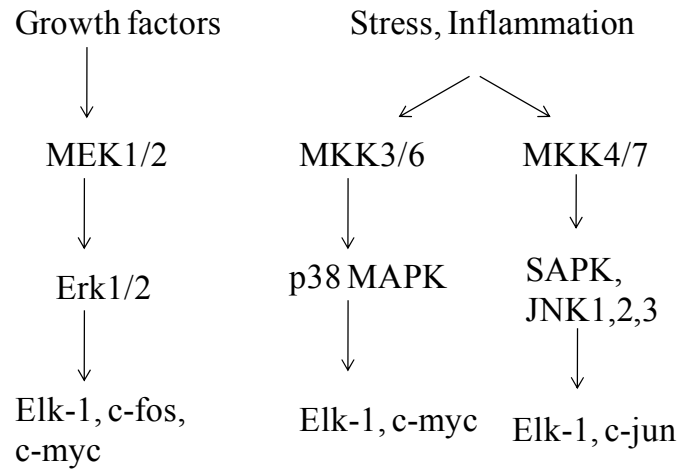 Growth factors
Stress, Inflammation
MEK1/2
MKK3/6
MKK4/7
Erk1/2
p38 MAPK
SAPK,
JNK1,2,3
Elk-1, c-fos,
c-myc
Elk-1, c-myc
Elk-1, c-jun